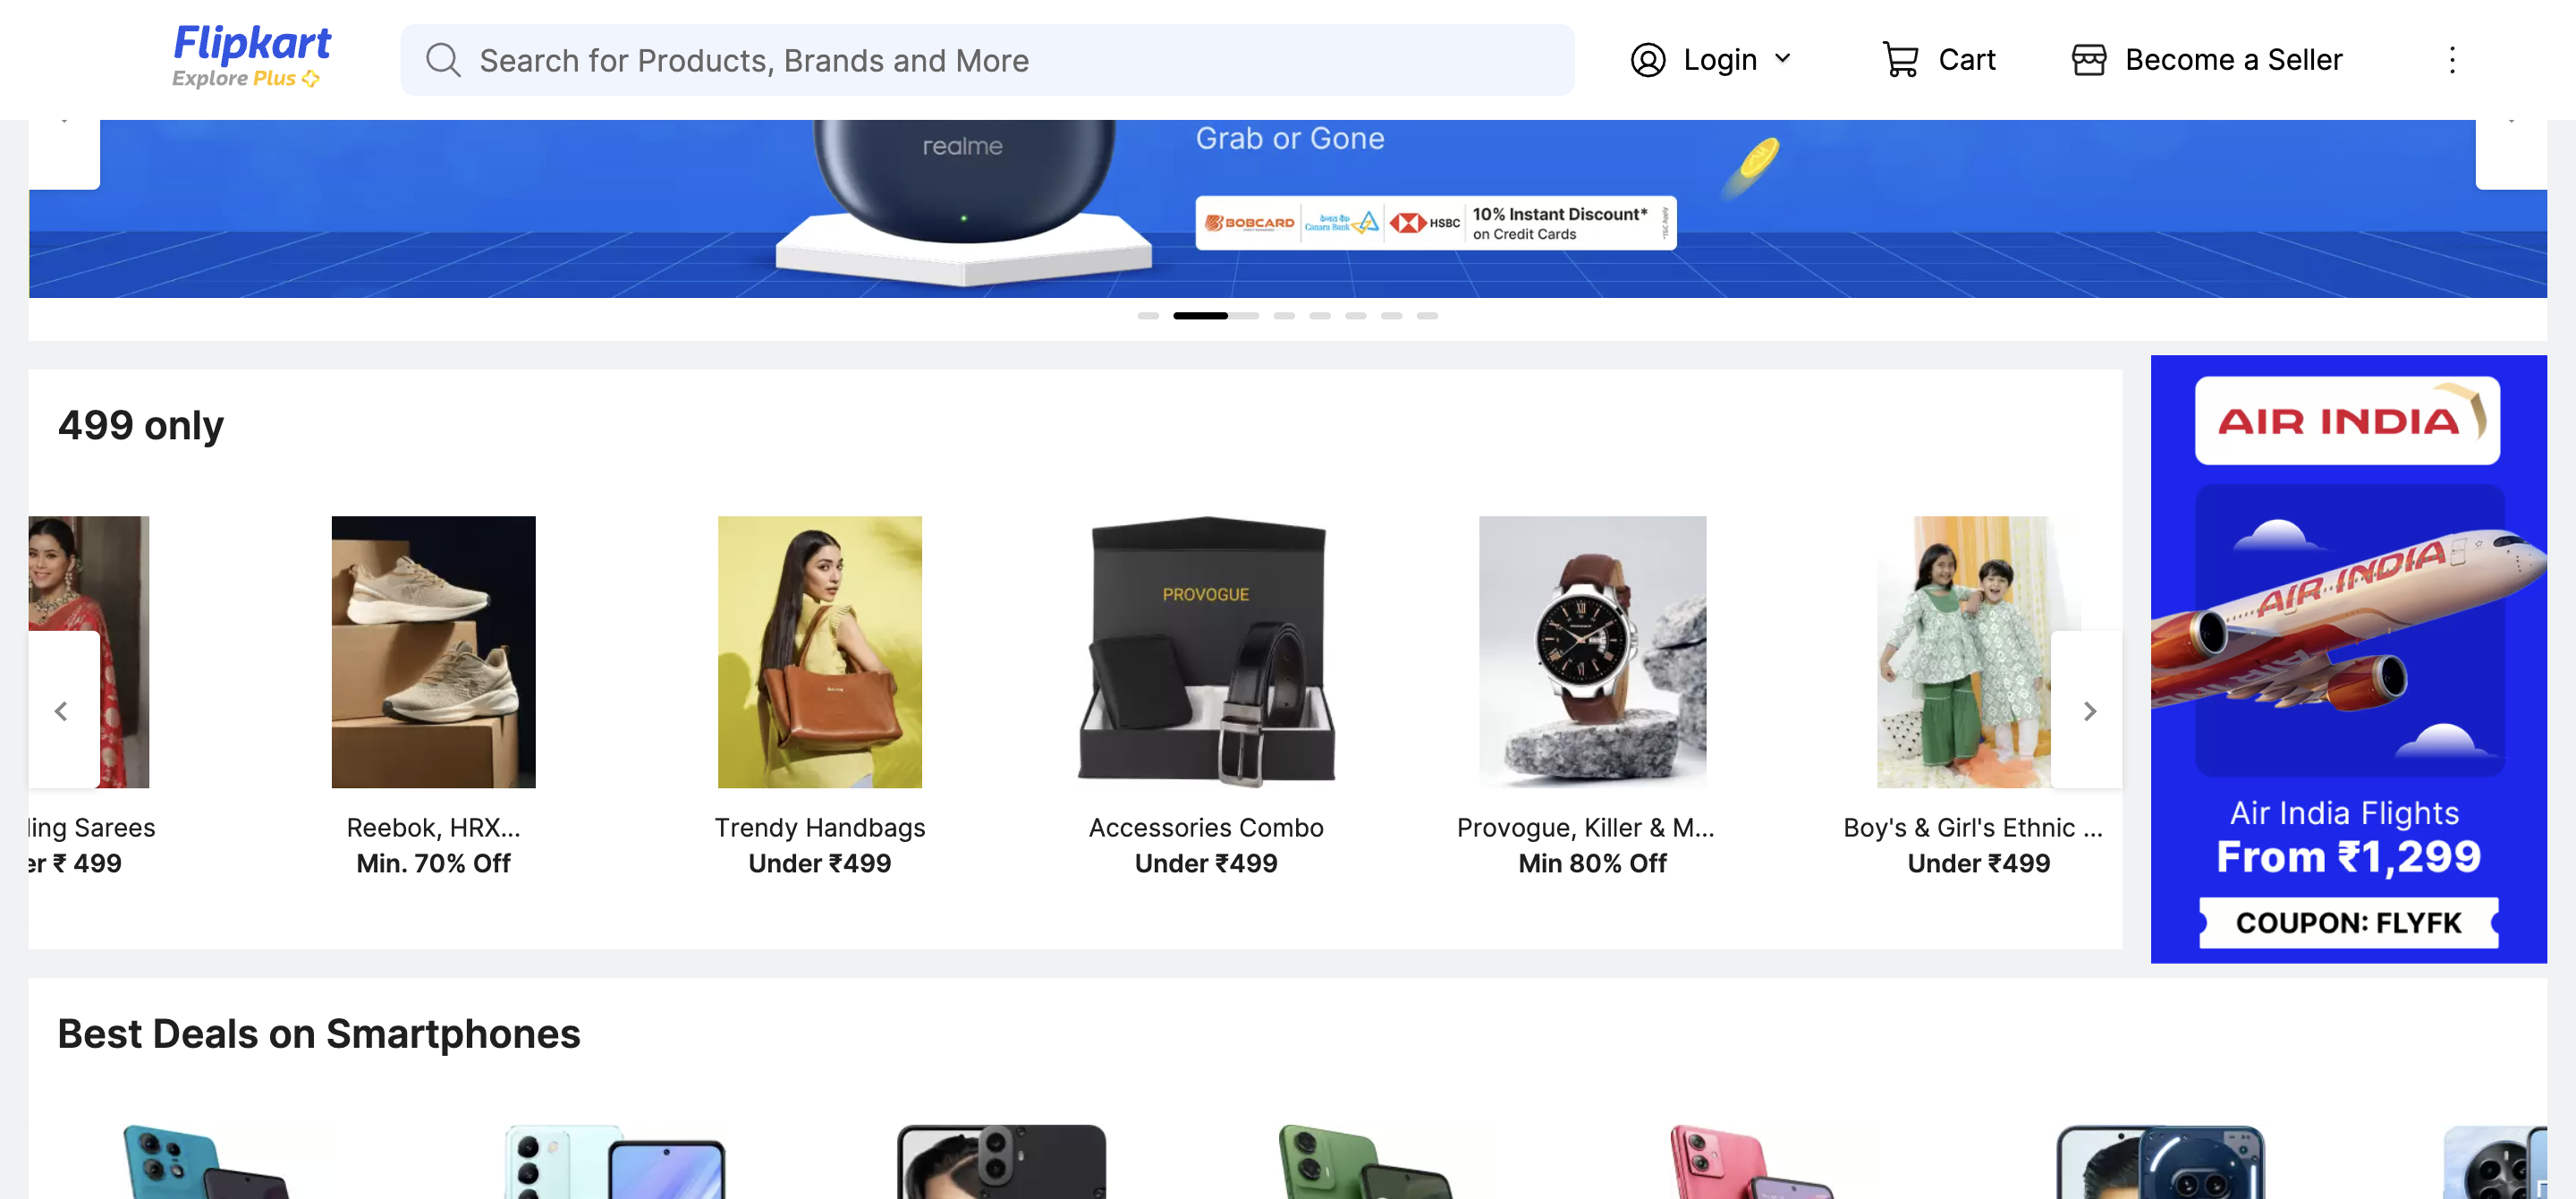 Flipkart
Explore Plus
Search for Products, Brands and More
Login
Cart
Become a Seller
realme
Grab or Gone
BOBCARD
केनरा बैंक
Canara Bank
HSBC
10% Instant Discount*
on Credit Cards
*T&C Apply
499 only
PROVOGUE
ling Sarees
er ₹ 499
Reebok, HRX...
Min. 70% Off
Trendy Handbags
Under ₹499
Accessories Combo
Under ₹499
Provogue, Killer & M...
Min 80% Off
Boy's & Girl's Ethnic ...
Under ₹499
AIR INDIA
AIR INDIA
Air India Flights
From ₹1,299
COUPON: FLYFK
Best Deals on Smartphones